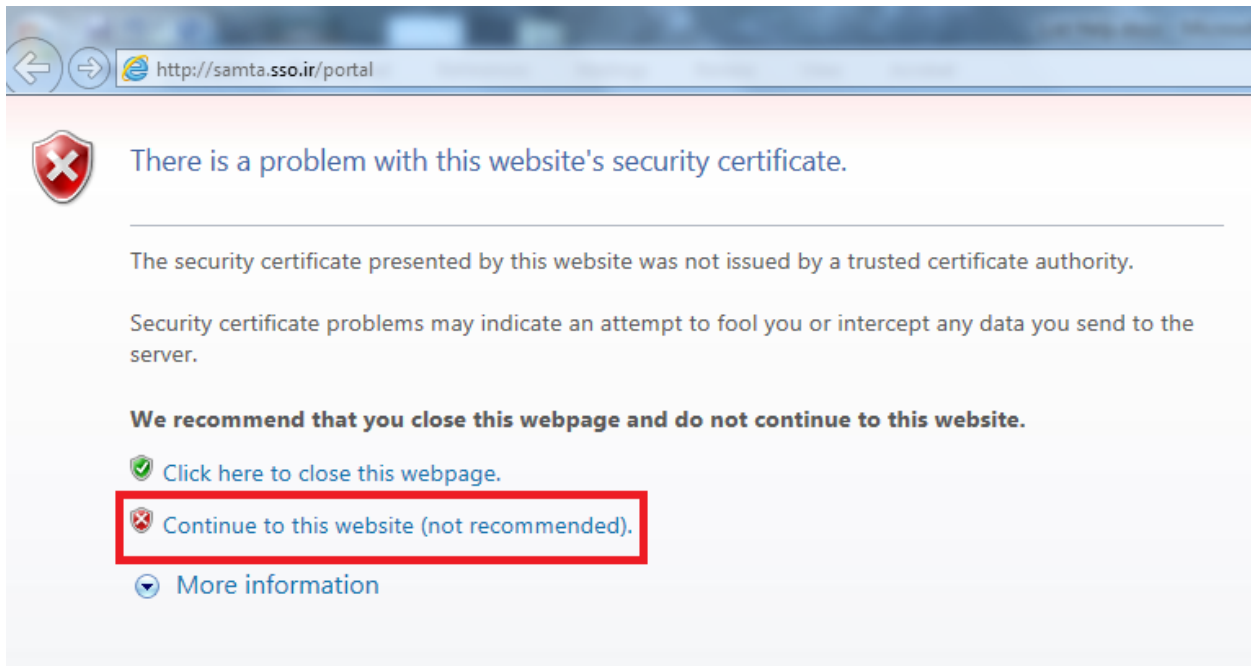 http://samta.sso.ir/portal
There is a problem with this website's security certificate.
The security certificate presented by this website was not issued by a trusted certificate authority.
Security certificate problems may indicate an attempt to fool you or intercept any data you send to the
server.
We recommend that you close this webpage and do not continue to this website.
Click here to close this webpage.
Continue to this website (not recommended).
More information